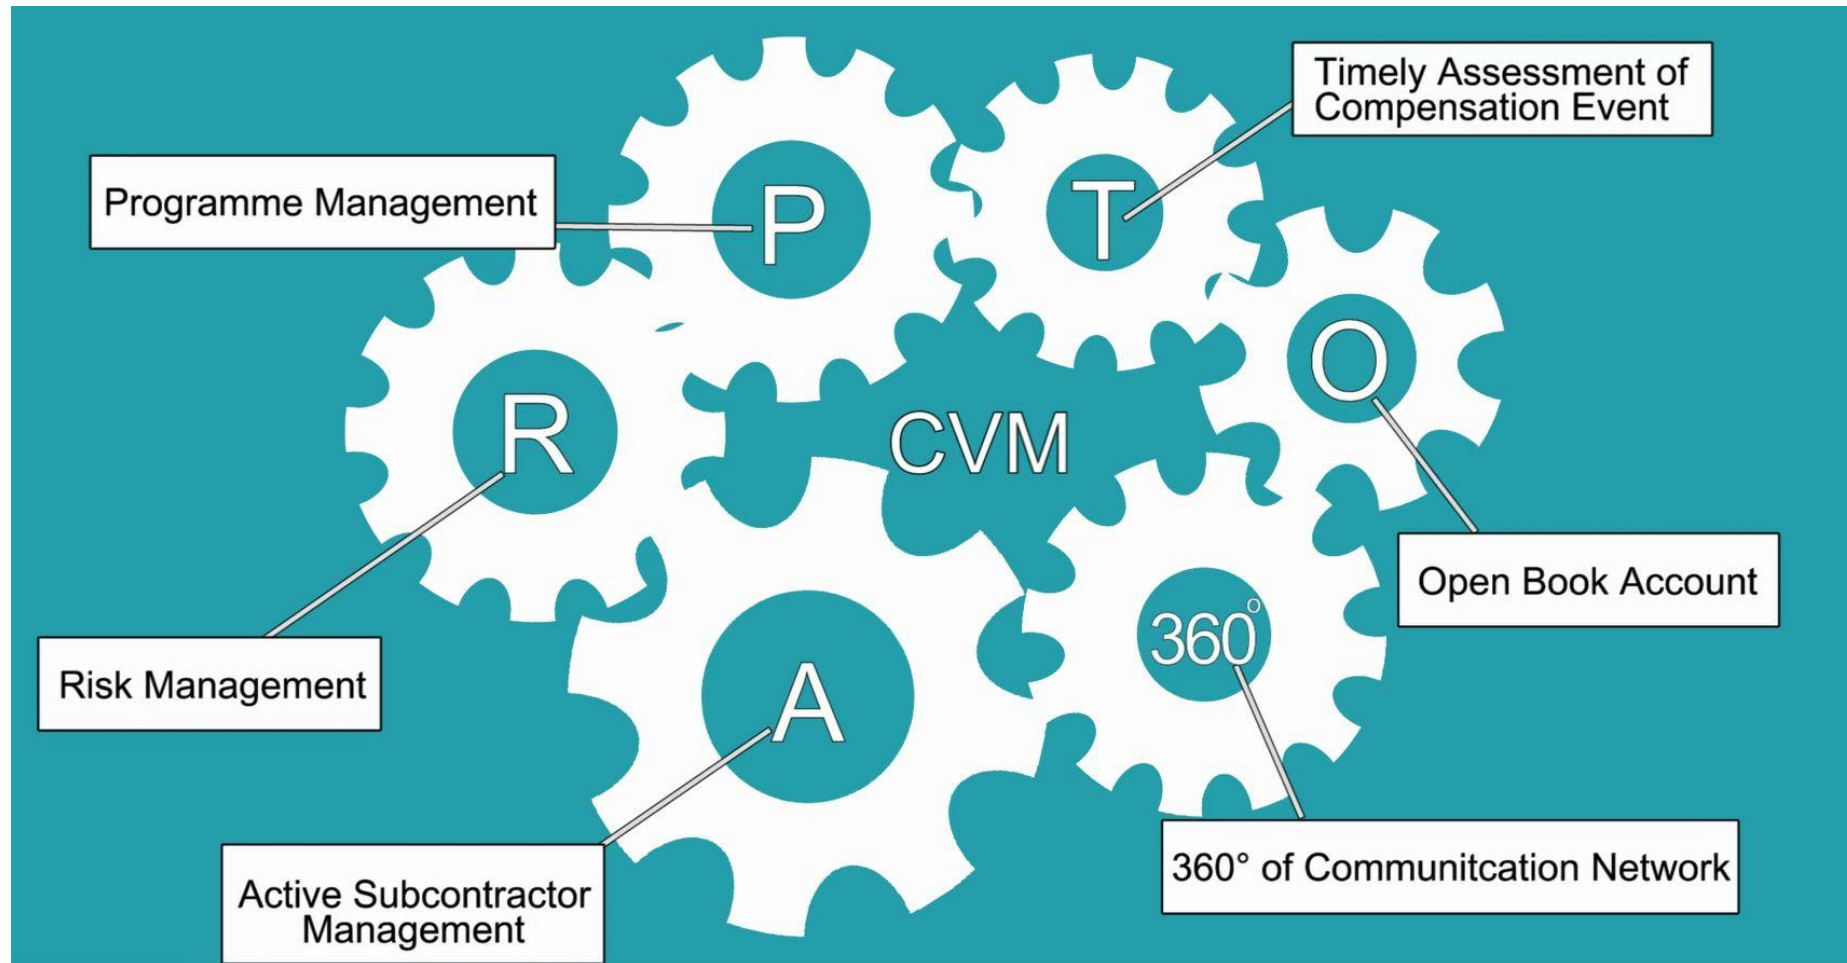 Timely Assessment of
Compensation Event
Programme Management
P
T
O
R
CVM
Open Book Account
360°
Risk Management
A
360° of Communitcation Network
Active Subcontractor
Management